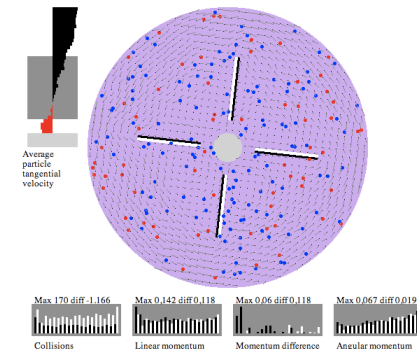 Average
particle
tangential
velocity
Max 170 diff -1.166
Max 0,142 diff 0,118
Max 0,06 diff 0,118
Max 0,067 diff 0,019
Collisions
Linear momentum
Momentum difference
Angular momentum